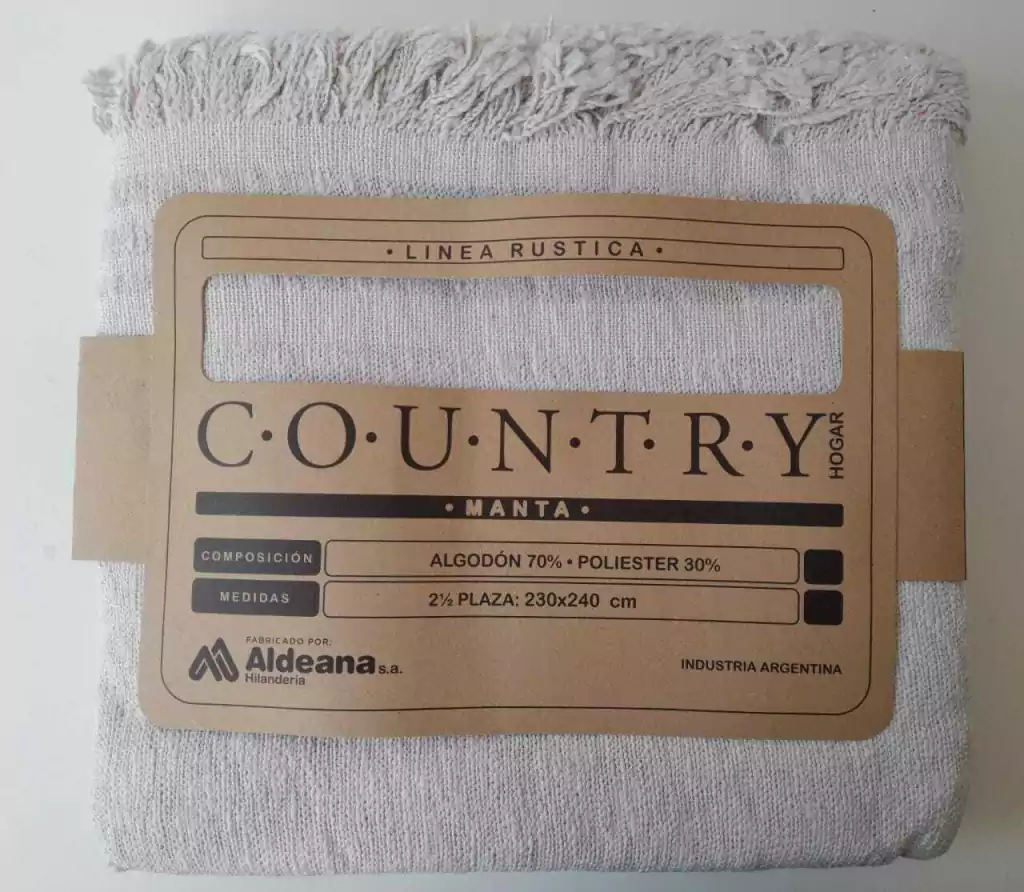 • LINEA RUSTICA •
C•O•U•N•T•R•Y HOGAR
• MANTA •
COMPOSICIÓN ALGODÓN 70% • POLIESTER 30%
MEDIDAS 2½ PLAZA: 230x240 cm
FABRICADO POR:
Aldeana s.a.
Hilandería
INDUSTRIA ARGENTINA